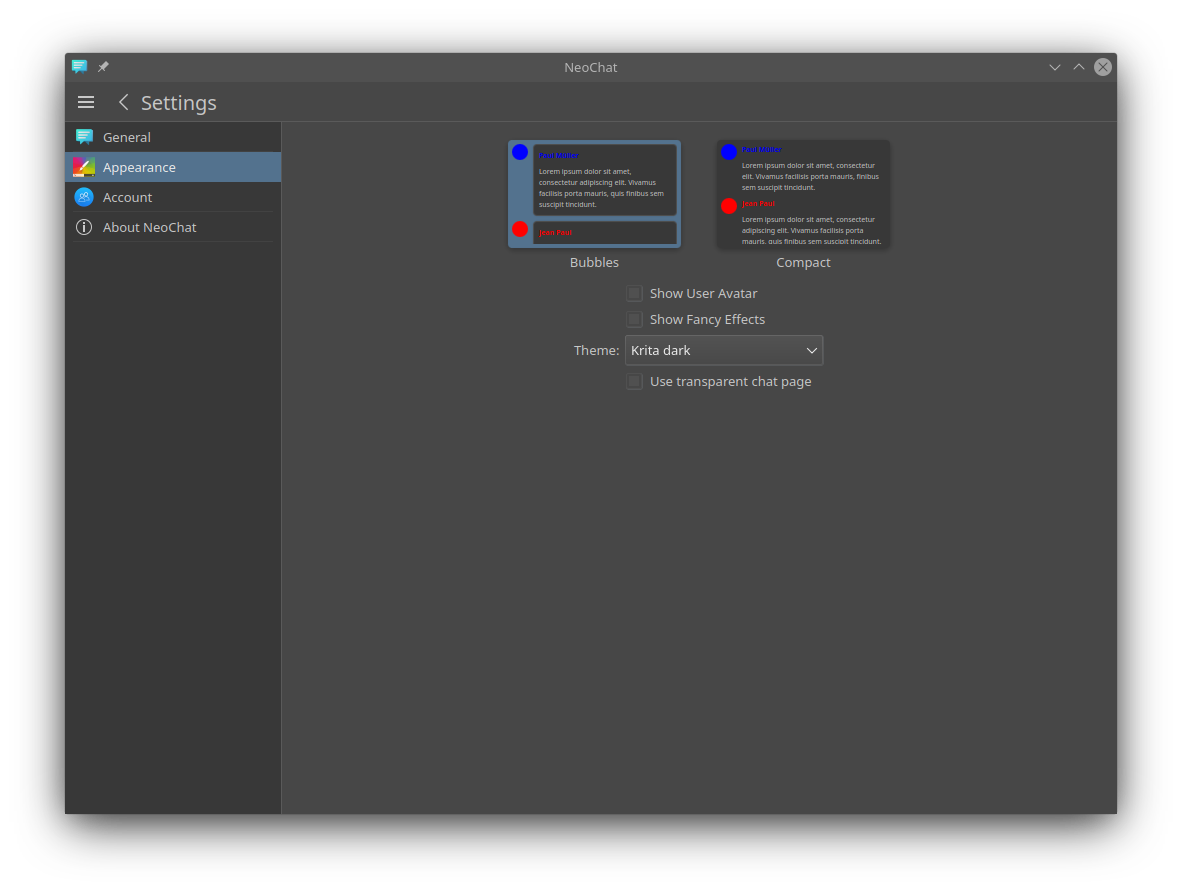 NeoChat
Settings
General
Appearance
Account
About NeoChat
Paul Müller
Lorem ipsum dolor sit amet,
consectetur adipiscing elit. Vivamus
facilisis porta mauris, quis finibus sem
suscipit tincidunt.
Jean Paul
Bubbles
Paul Müller
Lorem ipsum dolor sit amet, consectetur
elit. Vivamus facilisis porta mauris, finibus
sem suscipit tincidunt.
Jean Paul
Lorem ipsum dolor sit amet, consectetur
adipiscing elit. Vivamus facilisis porta
mauris, quis finibus sem suscipit tincidunt.
Compact
Show User Avatar
Show Fancy Effects
Theme: Krita dark
Use transparent chat page